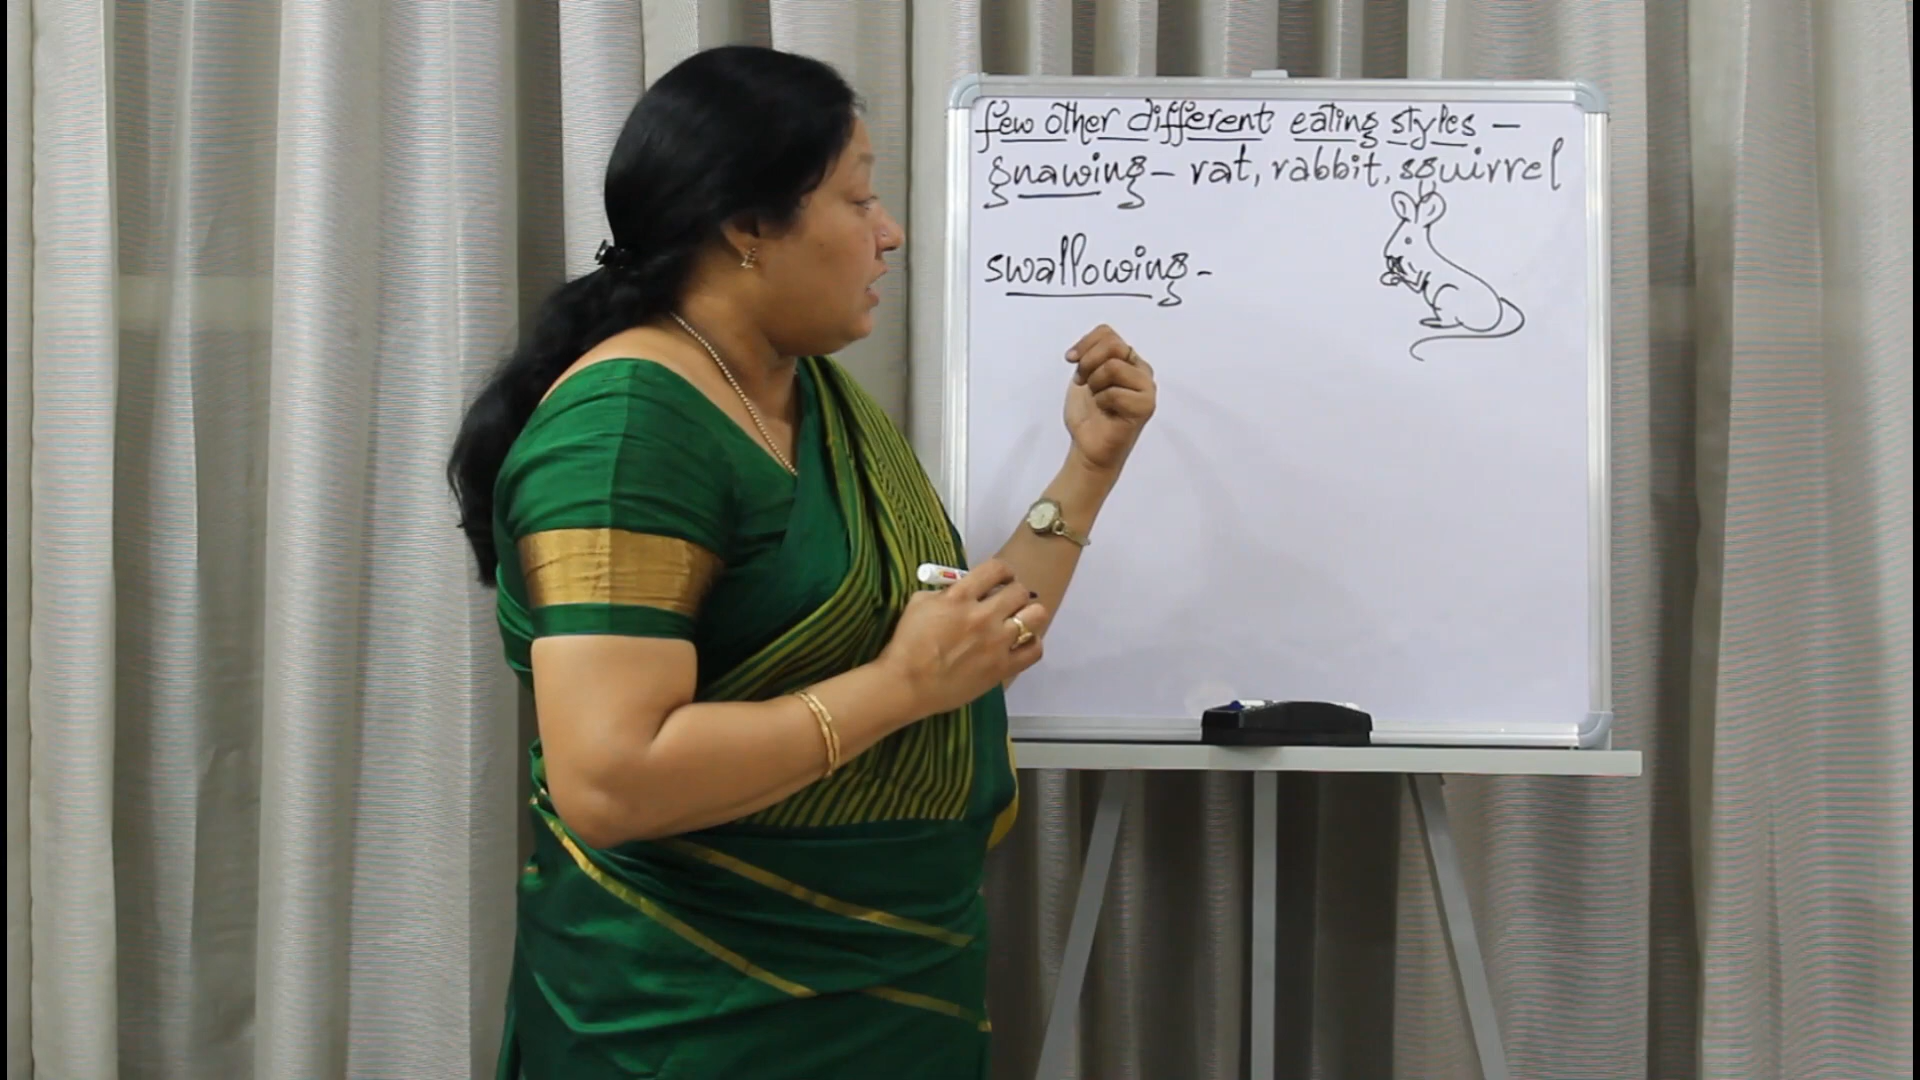 few other different eating styles -
gnawing - rat, rabbit, squirrel
swallowing -